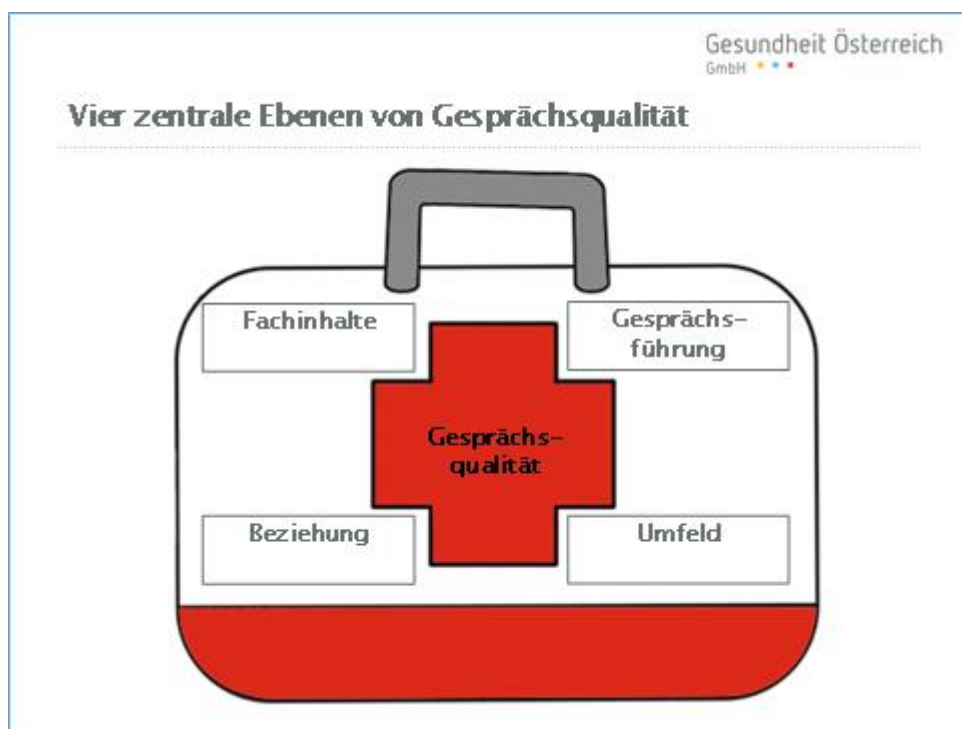 Gesundheit Österreich
GmbH
Vier zentrale Ebenen von Gesprächsqualität
Fachinhalte
Gesprächs-
führung
Gesprächs-
qualität
Beziehung
Umfeld